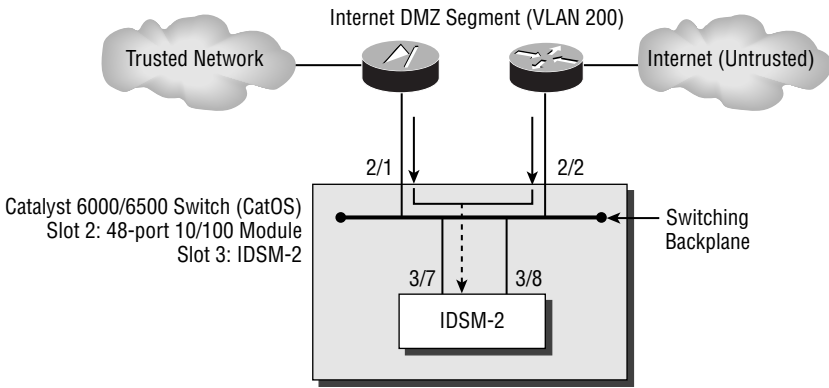 Internet DMZ Segment (VLAN 200)
Trusted Network
Internet (Untrusted)
2/1
2/2
Catalyst 6000/6500 Switch (CatOS)
Slot 2: 48-port 10/100 Module
Slot 3: IDSM-2
Switching
Backplane
3/7
3/8
IDSM-2